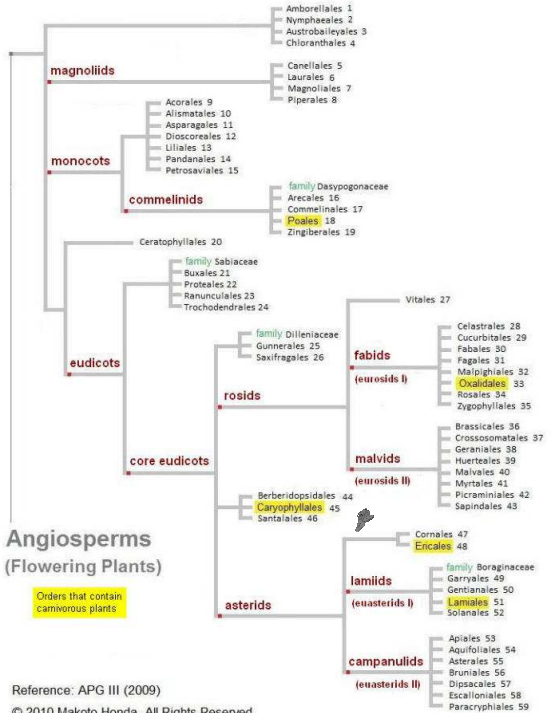 Amborellales 1
Nymphaeales 2
Austrobaileyales 3
Chloranthales 4
magnoliids
Canellales 5
Laurales 6
Magnoliales 7
Piperales 8
monocots
Acorales 9
Alismatales 10
Asparagales 11
Dioscoreales 12
Liliales 13
Pandanales 14
Petrosaviales 15
commelinids
family Dasypogonaceae
Arecales 16
Commelinales 17
Poales 18
Zingiberales 19
Ceratophyllales 20
eudicots
family Sabiaceae
Buxales 21
Proteales 22
Ranunculales 23
Trochodendrales 24
core eudicots
family Dilleniaceae
Gunnerales 25
Saxifragales 26
rosids
Vitales 27
fabids
(eurosids I)
Celastrales 28
Cucurbitales 29
Fabales 30
Fagales 31
Malpighiales 32
Oxalidales 33
Rosales 34
Zygophyllales 35
malvids
(eurosids II)
Brassicales 36
Crossosomatales 37
Geraniales 38
Huerteales 39
Malvales 40
Myrtales 41
Picraminiales 42
Sapindales 43
Berberidopsidales 44
Caryophyllales 45
Santalales 46
asterids
Cornales 47
Ericales 48
lamiids
(euasterids I)
family Boraginaceae
Garryales 49
Gentianales 50
Lamiales 51
Solanales 52
campanulids
(euasterids II)
Apiales 53
Aquifoliales 54
Asterales 55
Bruniales 56
Dipsacales 57
Escalloniales 58
Paracryphiales 59
Angiosperms
(Flowering Plants)
Orders that contain
carnivorous plants
Reference: APG III (2009)
© 2010 Makoto Honda. All Rights Reserved